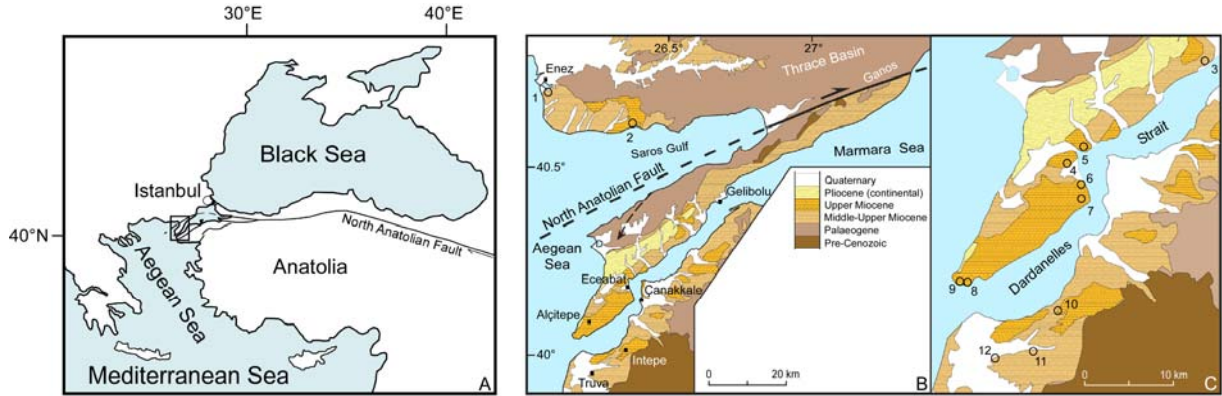 30°E
40°E
40°N
Black Sea
Istanbul
North Anatolian Fault
Anatolia
Aegean Sea
Mediterranean Sea
A
26.5°
27°
Enez
1
2
Thrace Basin
Ganos
Saros Gulf
40.5°
Marmara Sea
North Anatolian Fault
Gelibolu
Aegean
Sea
Eceabat
Çanakkale
Alçitepe
Intepe
40°
Truva
Quaternary
Pliocene (continental)
Upper Miocene
Middle-Upper Miocene
Palaeogene
Pre-Cenozoic
0 20 km
B
3
Strait
5
4
6
7
Dardanelles
9 8
10
12
11
0 10 km
C